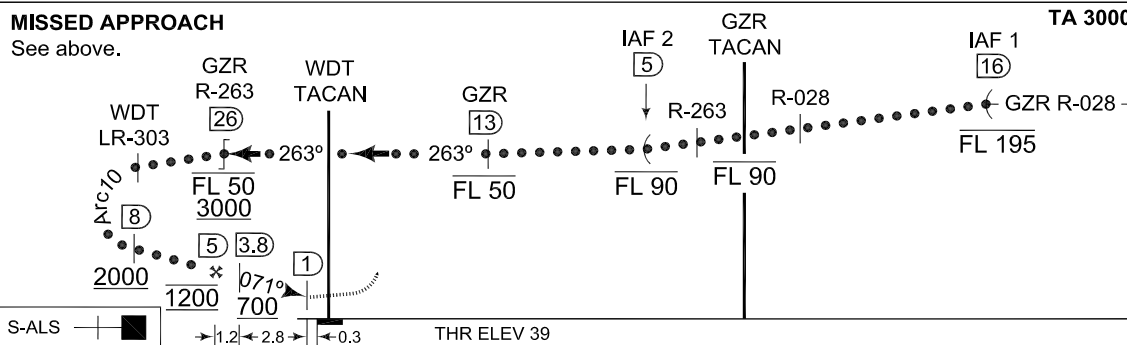 MISSED APPROACH
See above.
TA 3000
GZR
TACAN
IAF 2
5
IAF 1
16
GZR
R-263
26
WDT
TACAN
WDT
LR-303
GZR
13
R-263
R-028
GZR R-028
263º
263º
FL 195
FL 50
3000
FL 50
FL 90
FL 90
Arc10
8
5
3.8
1
2000
1200
071º
700
S-ALS
1.2
2.8
0.3
THR ELEV 39